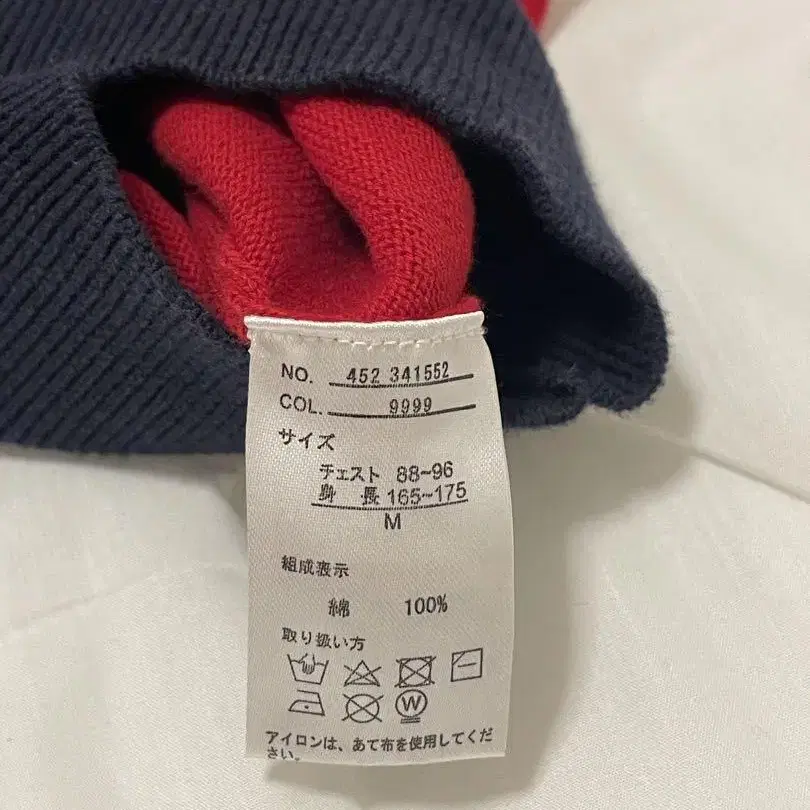 NO. 452 341552
COL. 9999
サイズ
チェスト 88~96
身長 165~175
M
組成表示
綿 100%
取り扱い方
W
アイロンは、あて布を使用してくだ
さい。